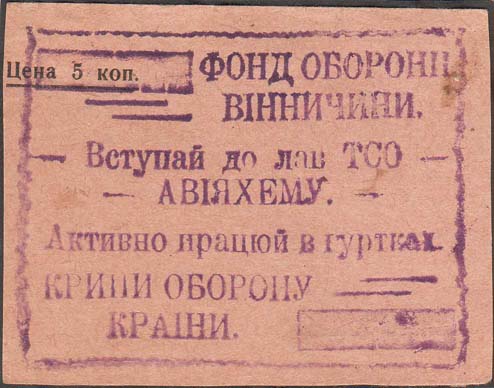 Цена 5 коп.
ФОНД ОБОРОНИ
ВІННИЧИНИ.
— Вступай до лав ТСО —
— АВІЯХЕМУ. —
Активно працюй в гуртках.
КРІПИ ОБОРОНУ
КРАЇНИ.